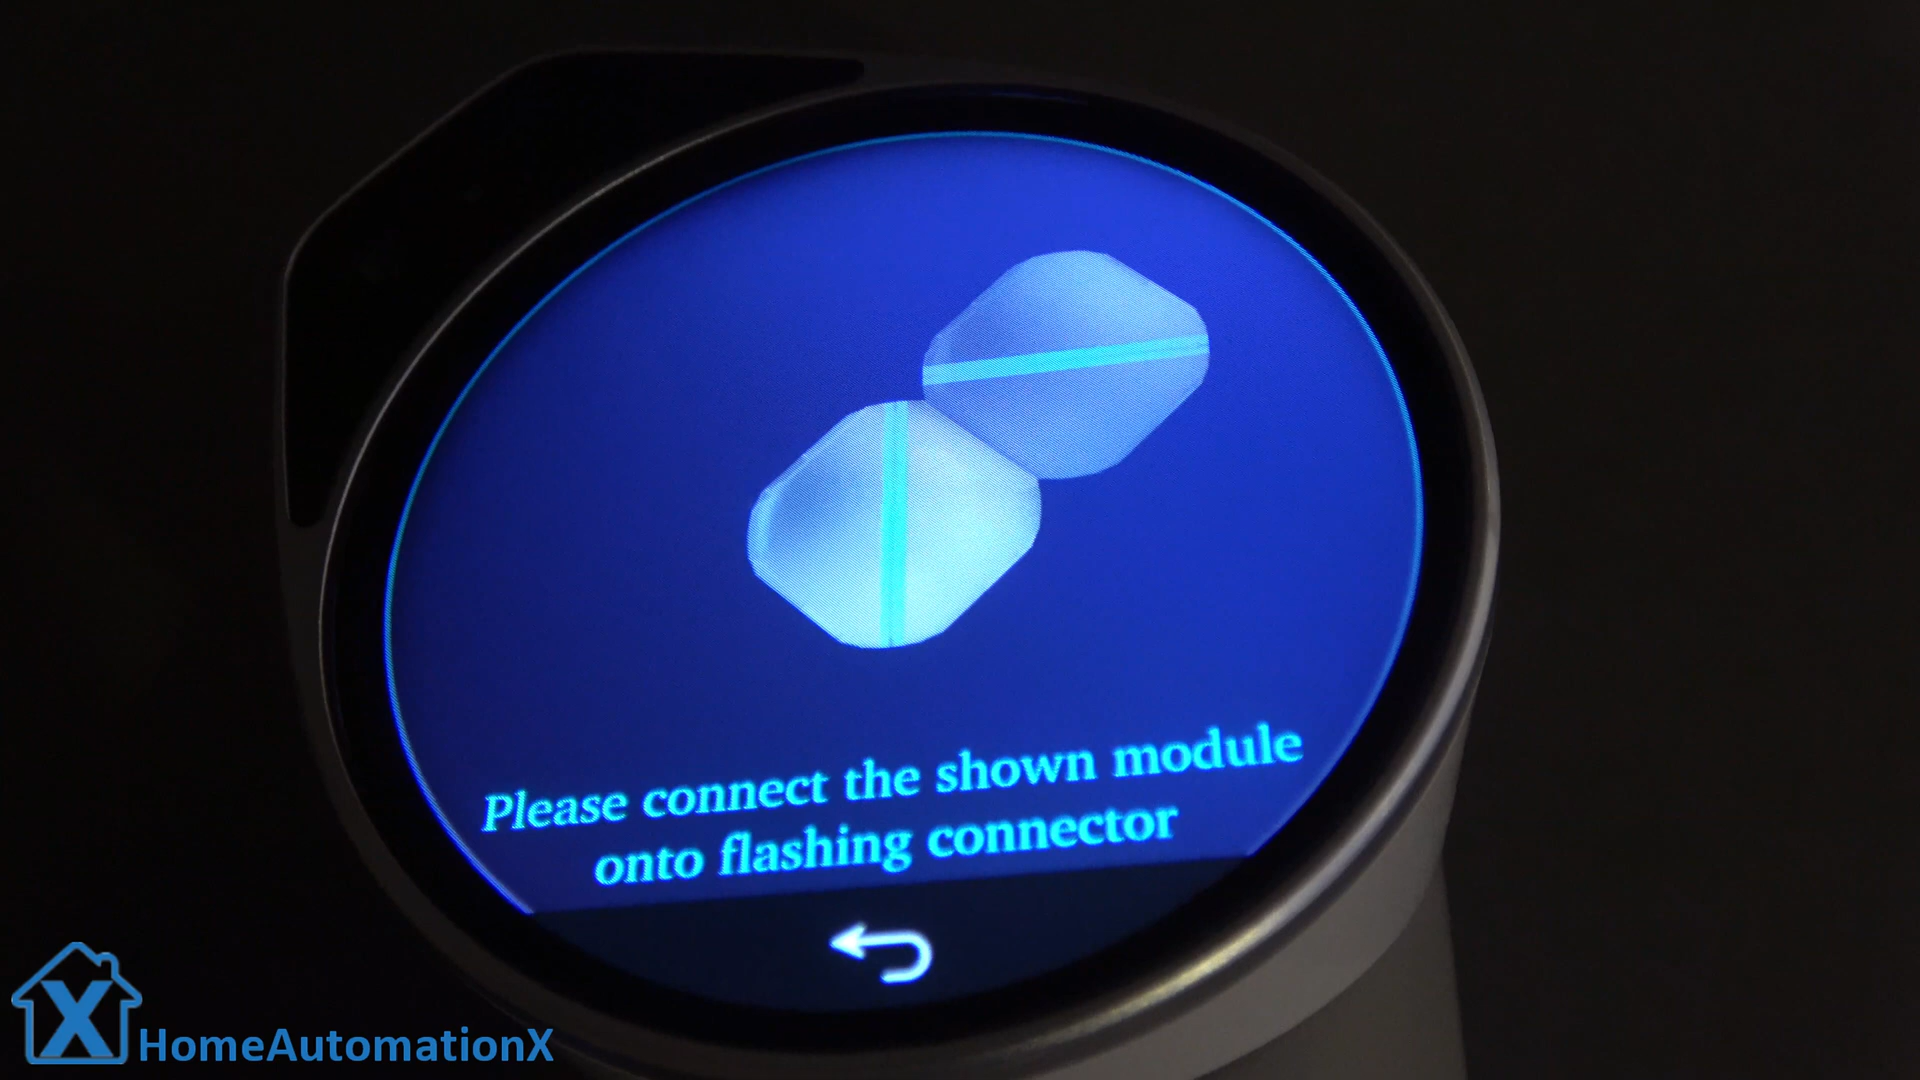 Please connect the shown module
onto flashing connector
X
HomeAutomationX